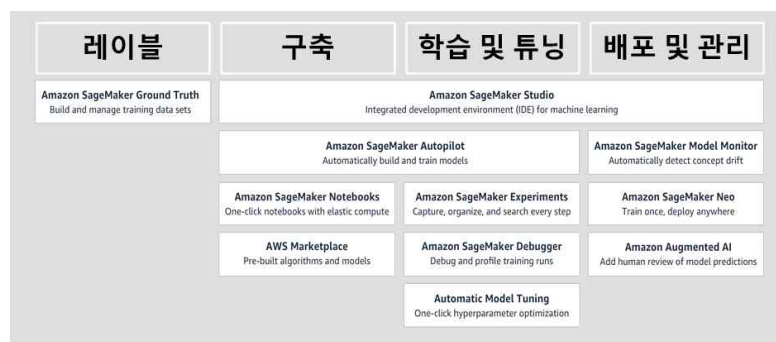 레이블
구축
학습 및 튜닝
배포 및 관리
Amazon SageMaker Ground Truth
Build and manage training data sets
Amazon SageMaker Studio
Integrated development environment (IDE) for machine learning
Amazon SageMaker Autopilot
Automatically build and train models
Amazon SageMaker Model Monitor
Automatically detect concept drift
Amazon SageMaker Notebooks
One-click notebooks with elastic compute
Amazon SageMaker Experiments
Capture, organize, and search every step
Amazon SageMaker Neo
Train once, deploy anywhere
AWS Marketplace
Pre-built algorithms and models
Amazon SageMaker Debugger
Debug and profile training runs
Amazon Augmented AI
Add human review of model predictions
Automatic Model Tuning
One-click hyperparameter optimization